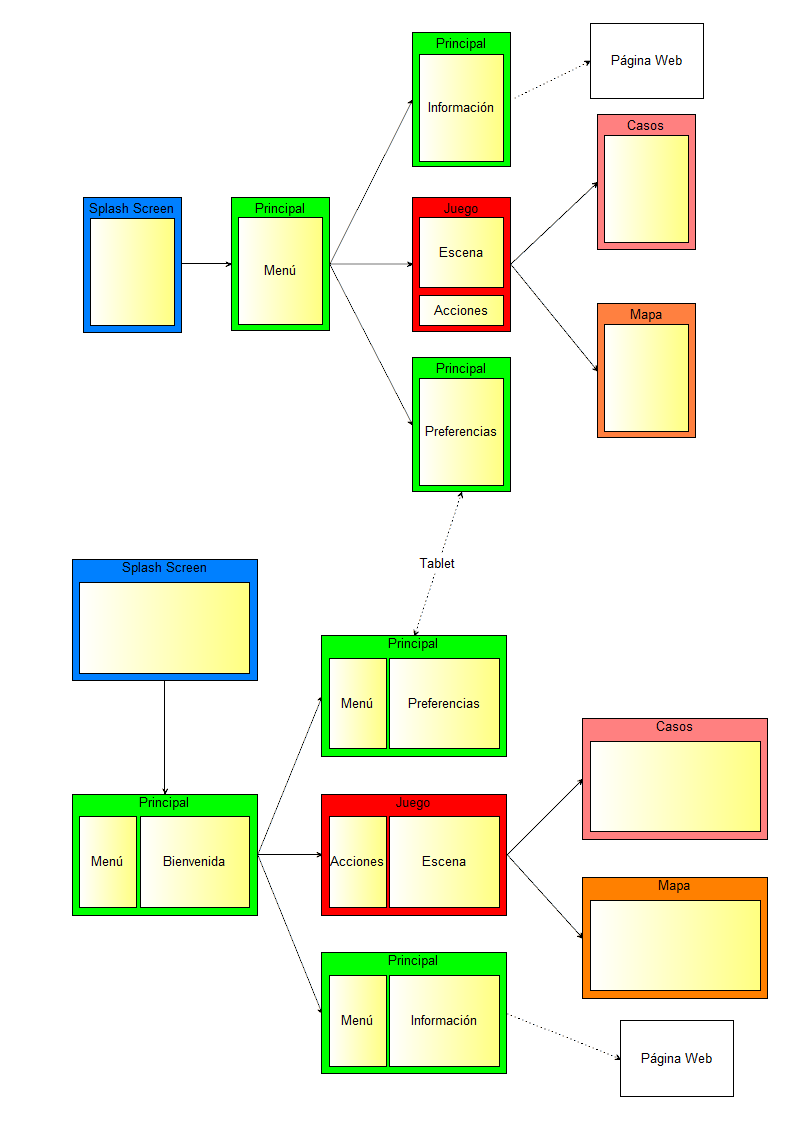 Principal
Información
Página Web
Casos
Splash Screen
Principal
Menú
Juego
Escena
Acciones
Mapa
Principal
Preferencias
Tablet
Splash Screen
Principal
Menú
Preferencias
Casos
Principal
Menú
Bienvenida
Juego
Acciones
Escena
Mapa
Principal
Menú
Información
Página Web